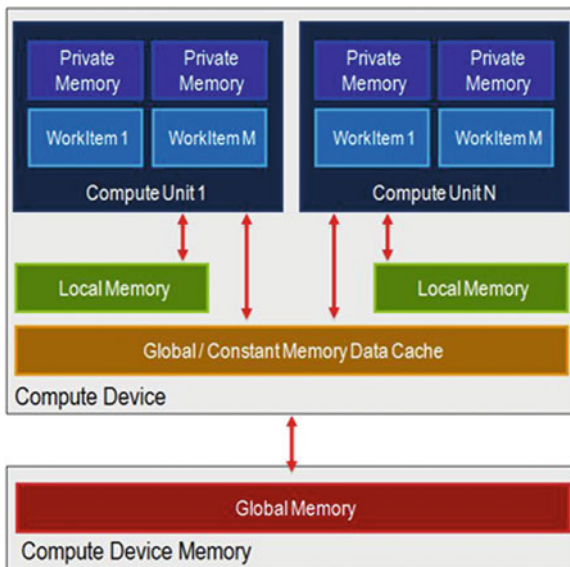 Private Memory
Private Memory
Private Memory
Private Memory
WorkItem 1
WorkItem M
WorkItem 1
WorkItem M
Compute Unit 1
Compute Unit N
Local Memory
Local Memory
Global / Constant Memory Data Cache
Compute Device
Global Memory
Compute Device Memory